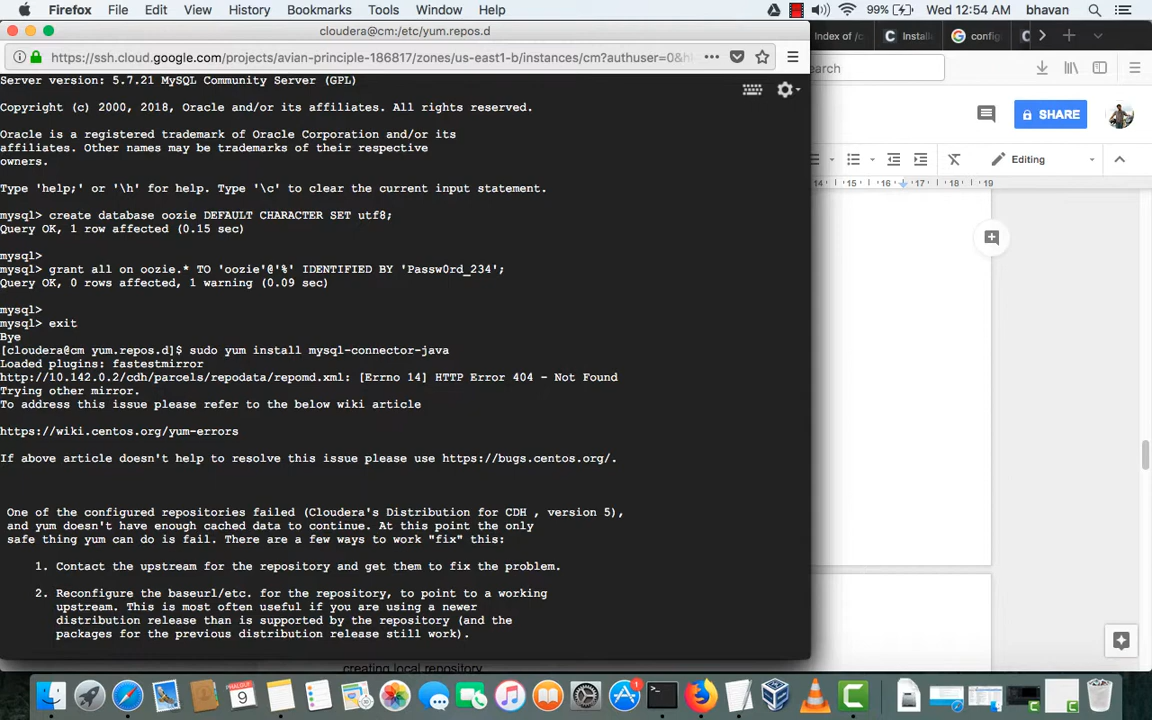 Firefox File Edit View History Bookmarks Tools Window Help 99% Wed 12:54 AM bhavan
cloudera@cm:/etc/yum.repos.d
https://ssh.cloud.google.com/projects/avian-principle-186817/zones/us-east1-b/instances/cm?authuser=0&h
Index of /c
Install
config
earch
SHARE
Editing
14 15 16 17 18 19
Server version: 5.7.21 MySQL Community Server (GPL)
Copyright (c) 2000, 2018, Oracle and/or its affiliates. All rights reserved.
Oracle is a registered trademark of Oracle Corporation and/or its
affiliates. Other names may be trademarks of their respective
owners.
Type 'help;' or '\h' for help. Type '\c' to clear the current input statement.
mysql> create database oozie DEFAULT CHARACTER SET utf8;
Query OK, 1 row affected (0.15 sec)
mysql>
mysql> grant all on oozie.* TO 'oozie'@'%' IDENTIFIED BY 'Passw0rd_234';
Query OK, 0 rows affected, 1 warning (0.09 sec)
mysql>
mysql> exit
Bye
[cloudera@cm yum.repos.d]$ sudo yum install mysql-connector-java
Loaded plugins: fastestmirror
http://10.142.0.2/cdh/parcels/repodata/repomd.xml: [Errno 14] HTTP Error 404 - Not Found
Trying other mirror.
To address this issue please refer to the below wiki article
https://wiki.centos.org/yum-errors
If above article doesn't help to resolve this issue please use https://bugs.centos.org/.
One of the configured repositories failed (Cloudera's Distribution for CDH , version 5),
and yum doesn't have enough cached data to continue. At this point the only
safe thing yum can do is fail. There are a few ways to work "fix" this:
1. Contact the upstream for the repository and get them to fix the problem.
2. Reconfigure the baseurl/etc. for the repository, to point to a working
upstream. This is most often useful if you are using a newer
distribution release than is supported by the repository (and the
packages for the previous distribution release still work).
creating local repository
9
1